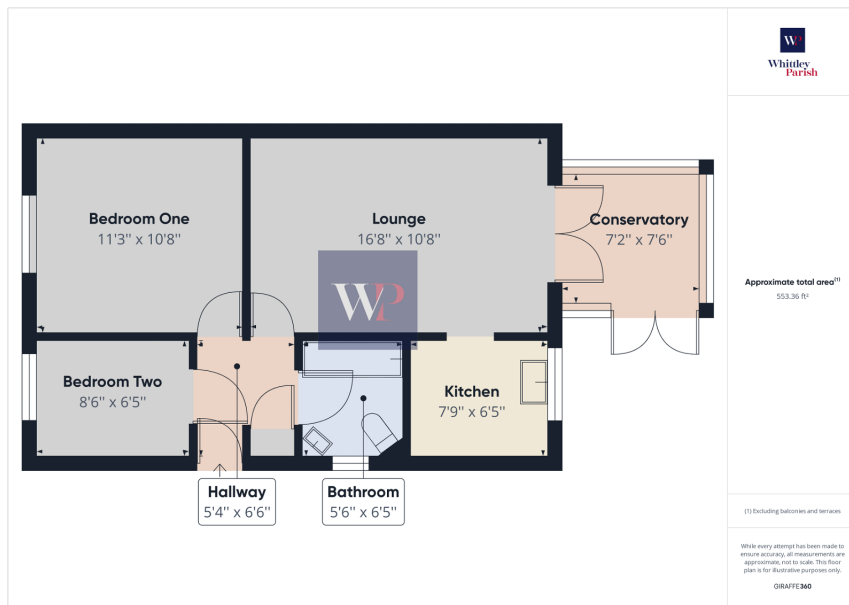 WP
Whittley
Parish
Bedroom One
11'3" x 10'8"
Lounge
16'8" x 10'8"
Conservatory
7'2" x 7'6"
WP
Bedroom Two
8'6" x 6'5"
Kitchen
7'9" x 6'5"
Hallway
5'4" x 6'6"
Bathroom
5'6" x 6'5"
Approximate total area(1)
553.36 ft²
(1) Excluding balconies and terraces
While every attempt has been made to
ensure accuracy, all measurements are
approximate, not to scale. This floor
plan is for illustrative purposes only.
GIRAFFE360